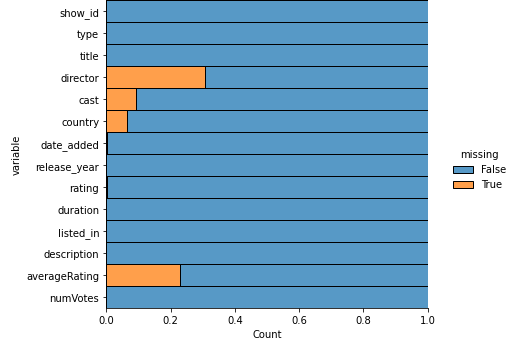 show_id
type
title
director
cast
country
date_added
release_year
rating
duration
listed_in
description
averageRating
numVotes
variable
0.0 0.2 0.4 0.6 0.8 1.0
Count
missing
False
True